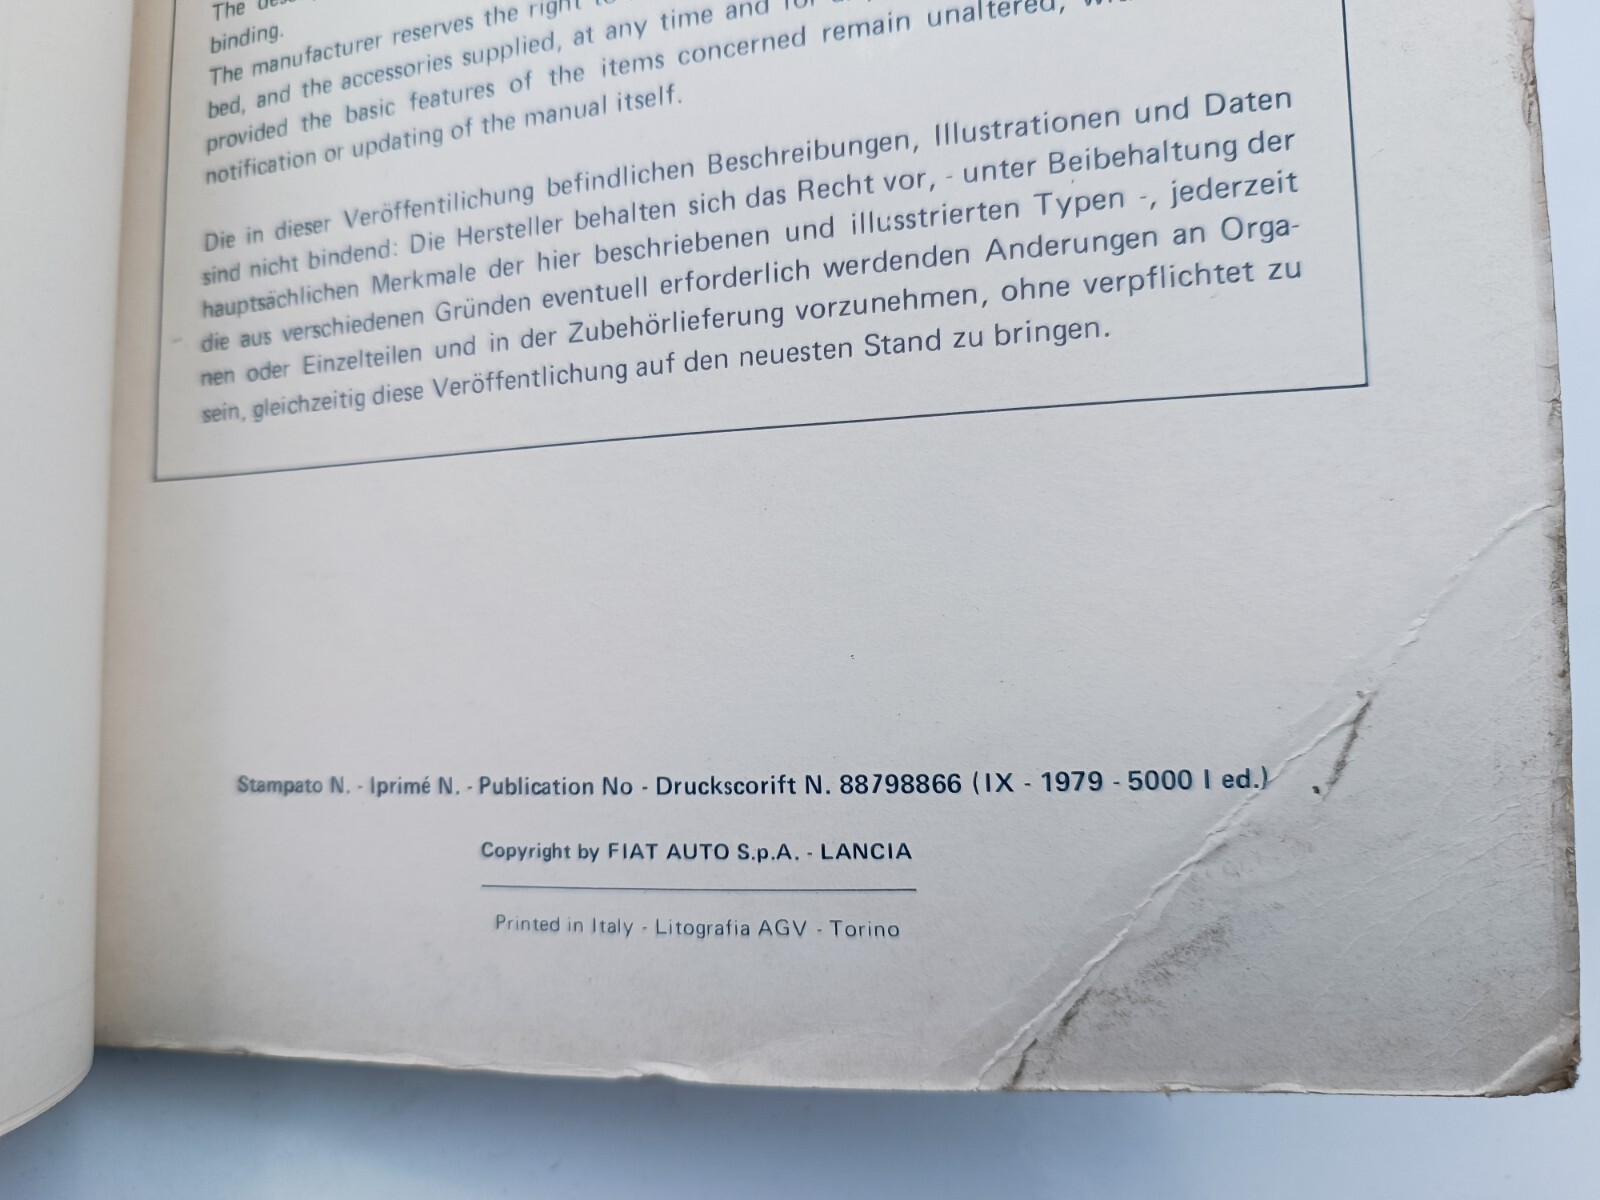 The
binding.
The manufacturer reserves the right
bed, and the accessories supplied, at any time and
provided the basic features of the items concerned remain unaltered,
notification or updating of the manual itself.
Die in dieser Veröffentilichung befindlichen Beschreibungen, Illustrationen und Daten
sind nicht bindend: Die Hersteller behalten sich das Recht vor, - unter Beibehaltung der
hauptsächlichen Merkmale der hier beschriebenen und illusstrierten Typen -, jederzeit
die aus verschiedenen Gründen eventuell erforderlich werdenden Anderungen an Orga-
nen oder Einzelteilen und in der Zubehörlieferung vorzunehmen, ohne verpflichtet zu
sein, gleichzeitig diese Veröffentlichung auf den neuesten Stand zu bringen.
Stampato N. - Iprimé N. - Publication No - Druckscorift N. 88798866 (IX - 1979 - 5000 I ed.)
Copyright by FIAT AUTO S.p.A. - LANCIA
Printed in Italy - Litografia AGV - Torino